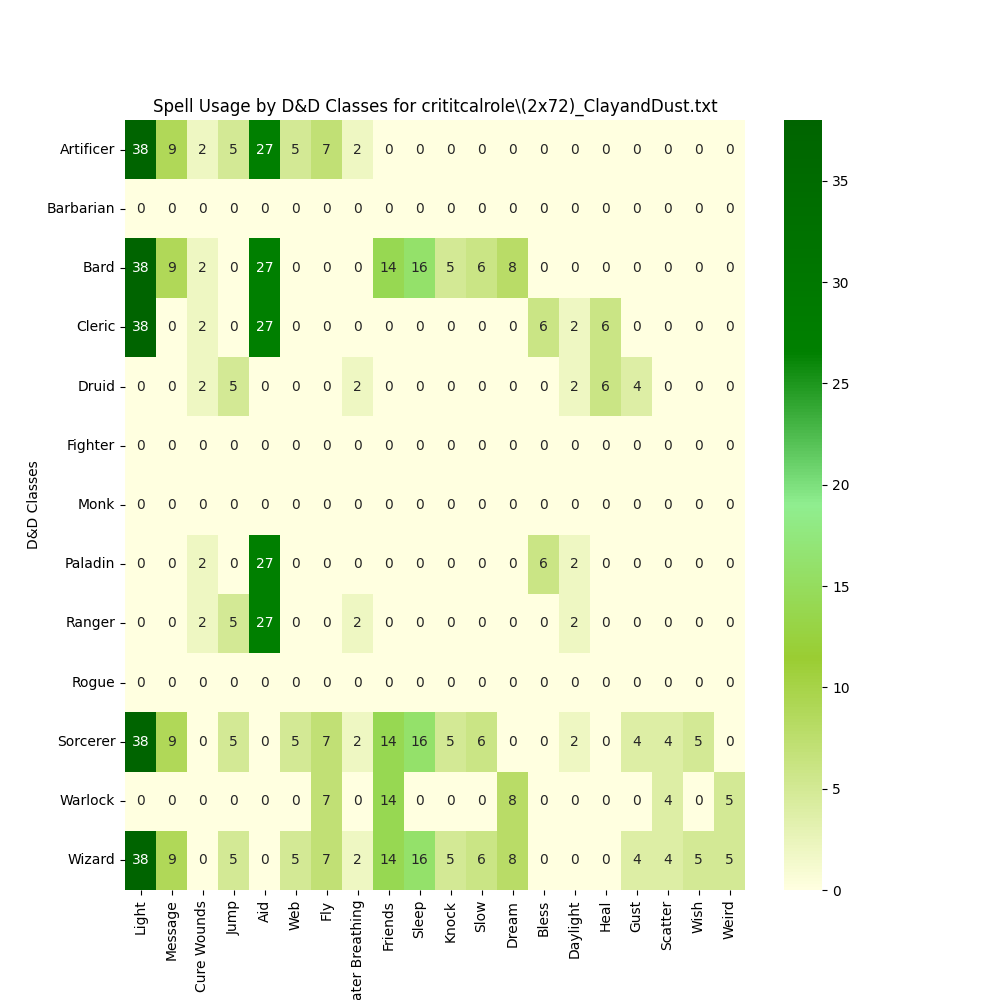 Spell Usage by D&D Classes for crititcalrole\(2x72)_ClayandDust.txt
D&D Classes
Artificer 38 9 2 5 27 5 7 2 0 0 0 0 0 0 0 0 0 0 0 0
Barbarian 0 0 0 0 0 0 0 0 0 0 0 0 0 0 0 0 0 0 0 0
Bard 38 9 2 0 27 0 0 0 14 16 5 6 8 0 0 0 0 0 0 0
Cleric 38 0 2 0 27 0 0 0 0 0 0 0 0 6 2 6 0 0 0 0
Druid 0 0 2 5 0 0 0 2 0 0 0 0 0 0 2 6 4 0 0 0
Fighter 0 0 0 0 0 0 0 0 0 0 0 0 0 0 0 0 0 0 0 0
Monk 0 0 0 0 0 0 0 0 0 0 0 0 0 0 0 0 0 0 0 0
Paladin 0 0 2 0 27 0 0 0 0 0 0 0 0 6 2 0 0 0 0 0
Ranger 0 0 2 5 27 0 0 2 0 0 0 0 0 0 2 0 0 0 0 0
Rogue 0 0 0 0 0 0 0 0 0 0 0 0 0 0 0 0 0 0 0 0
Sorcerer 38 9 0 5 0 5 7 2 14 16 5 6 0 0 2 0 4 4 5 0
Warlock 0 0 0 0 0 0 7 0 14 0 0 0 8 0 0 0 0 4 0 5
Wizard 38 9 0 5 0 5 7 2 14 16 5 6 8 0 0 0 4 4 5 5
Light
Message
Cure Wounds
Jump
Aid
Web
Fly
ater Breathing
Friends
Sleep
Knock
Slow
Dream
Bless
Daylight
Heal
Gust
Scatter
Wish
Weird
35
30
25
20
15
10
5
0